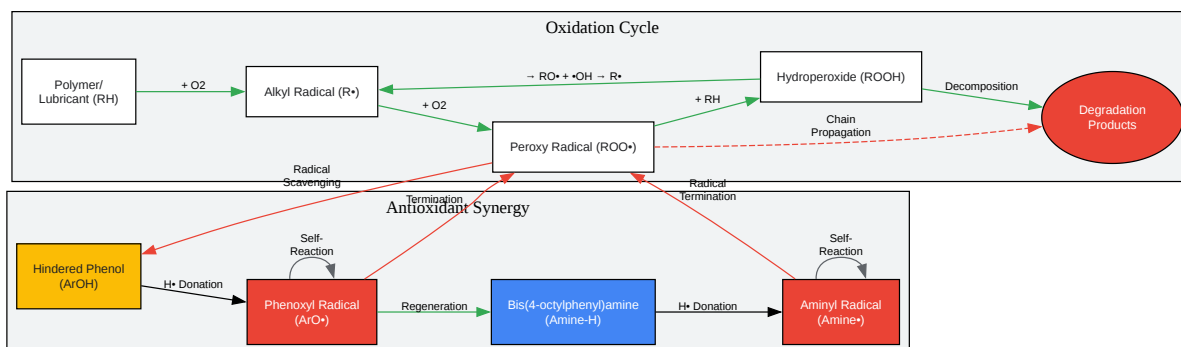 Oxidation Cycle
Polymer/
Lubricant (RH)
+ O2
Alkyl Radical (R•)
→ RO• + •OH → R•
+ O2
Hydroperoxide (ROOH)
Decomposition
Degradation
Products
+ RH
Chain
Propagation
Peroxy Radical (ROO•)
Radical
Scavenging
Termination
Radical
Termination
Antioxidant Synergy
Hindered Phenol
(ArOH)
H• Donation
Self-
Reaction
Phenoxyl Radical
(ArO•)
Regeneration
Bis(4-octylphenyl)amine
(Amine-H)
H• Donation
Self-
Reaction
Aminyl Radical
(Amine•)